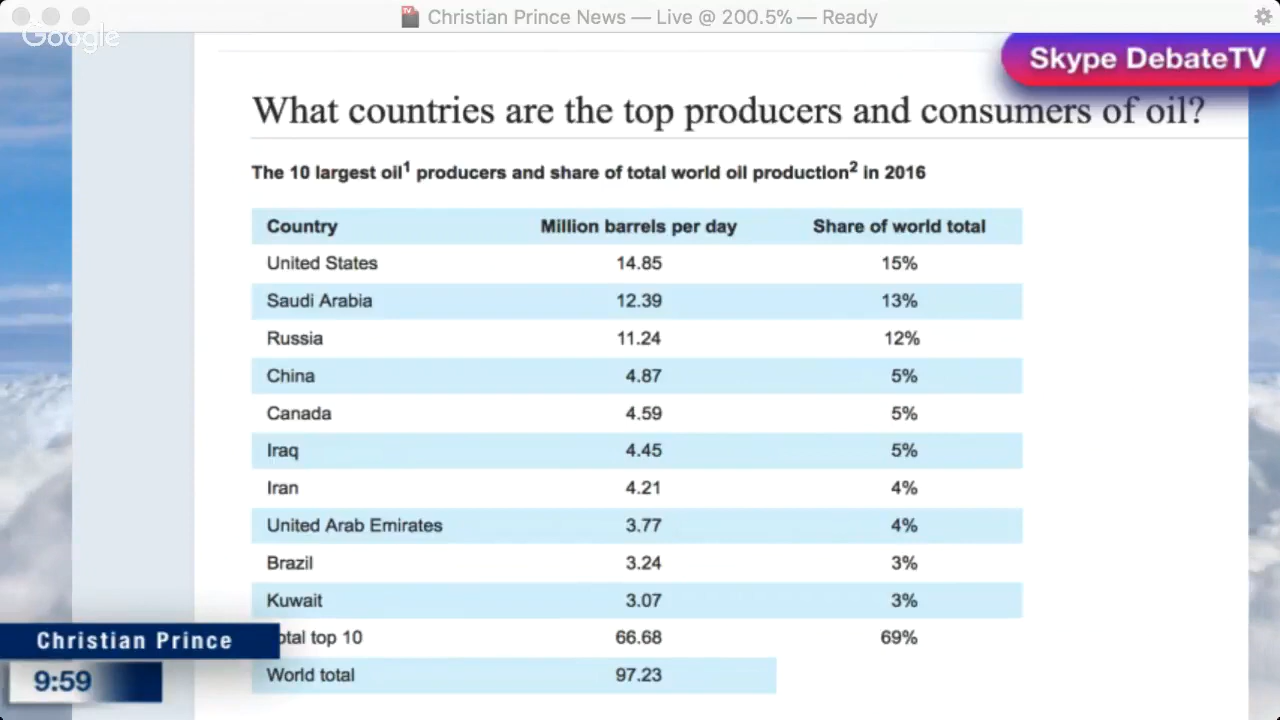 Christian Prince News — Live @ 200.5% — Ready
Google
Skype DebateTV
What countries are the top producers and consumers of oil?
The 10 largest oil1 producers and share of total world oil production2 in 2016
Country Million barrels per day Share of world total
United States 14.85 15%
Saudi Arabia 12.39 13%
Russia 11.24 12%
China 4.87 5%
Canada 4.59 5%
Iraq 4.45 5%
Iran 4.21 4%
United Arab Emirates 3.77 4%
Brazil 3.24 3%
Kuwait 3.07 3%
otal top 10 66.68 69%
World total 97.23
Christian Prince
9:59